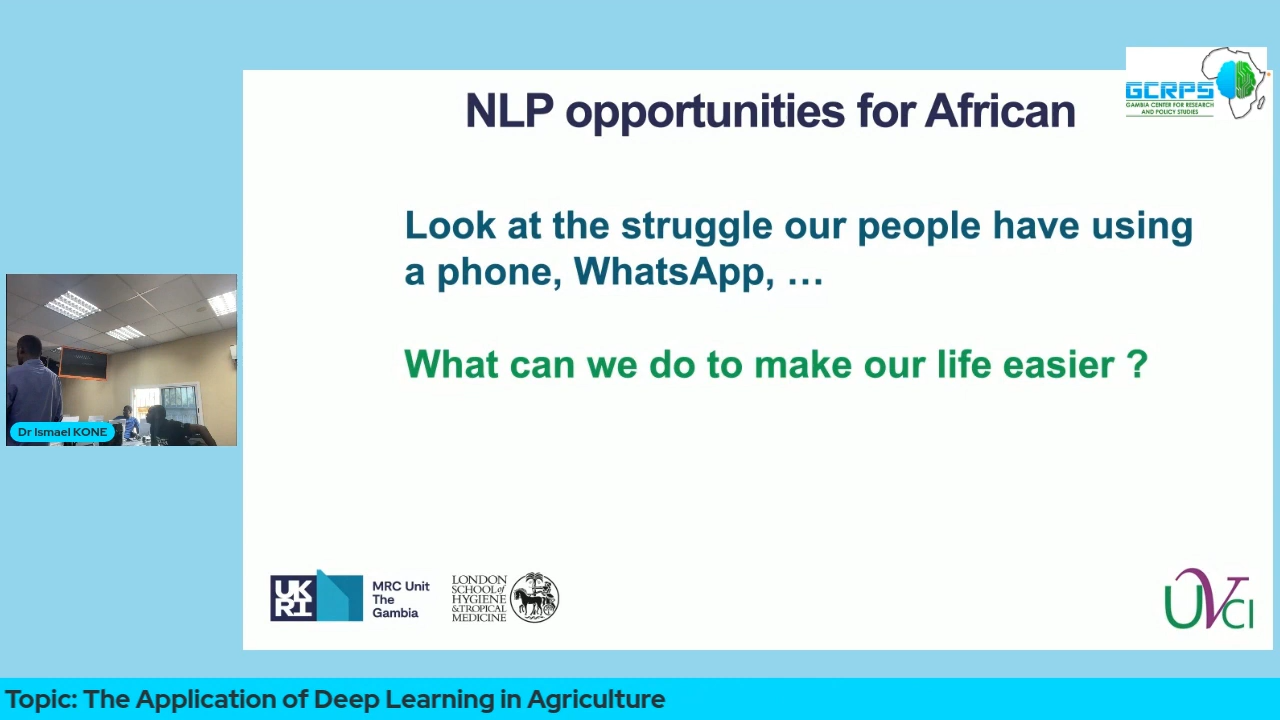 NLP opportunities for African
GCRPS
GAMBIA CENTER FOR RESEARCH
AND POLICY STUDIES
Look at the struggle our people have using
a phone, WhatsApp, …
What can we do to make our life easier ?
Dr Ismael KONE
UK
RI
MRC Unit
The
Gambia
LONDON
SCHOOL of
HYGIENE
& TROPICAL
MEDICINE
UVCI
Topic: The Application of Deep Learning in Agriculture